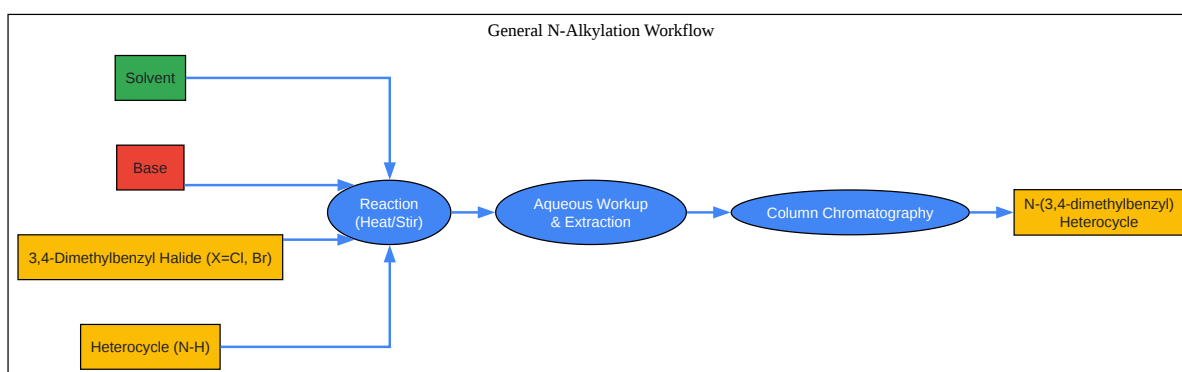 General N-Alkylation Workflow
Solvent
Base
3,4-Dimethylbenzyl Halide (X=Cl, Br)
Heterocycle (N-H)
Reaction
(Heat/Stir)
Aqueous Workup
& Extraction
Column Chromatography
N-(3,4-dimethylbenzyl)
Heterocycle